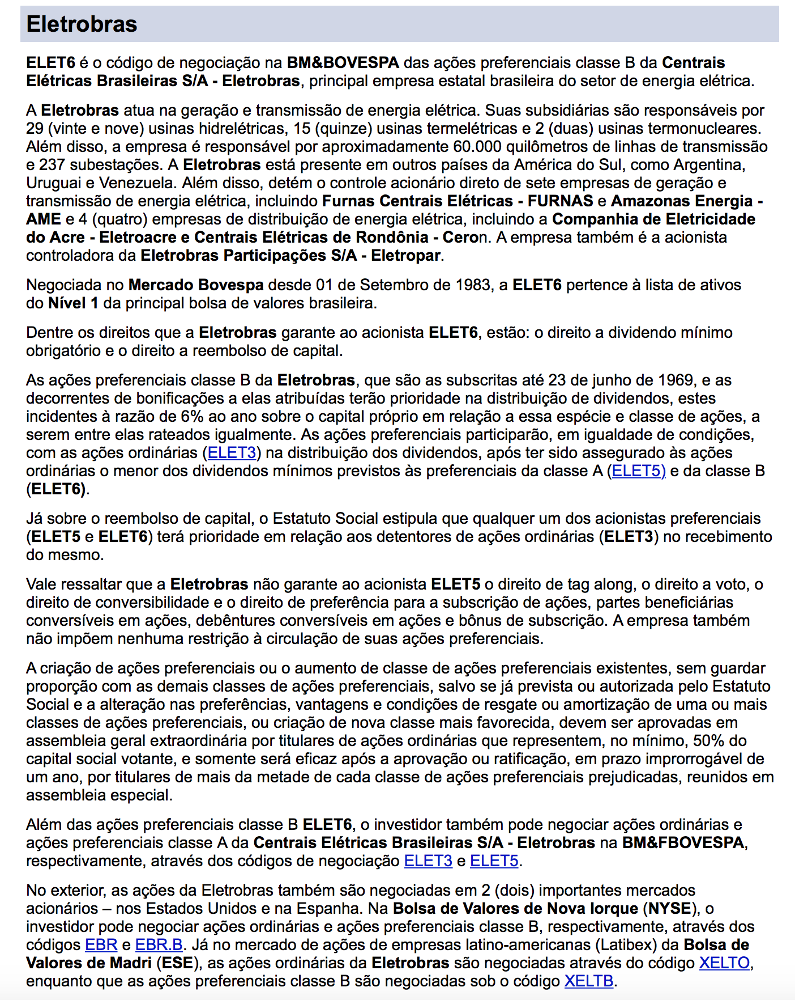 Eletrobras
ELET6 é o código de negociação na BM&BOVESPA das ações preferenciais classe B da Centrais
Elétricas Brasileiras S/A - Eletrobras, principal empresa estatal brasileira do setor de energia elétrica.
A Eletrobras atua na geração e transmissão de energia elétrica. Suas subsidiárias são responsáveis por
29 (vinte e nove) usinas hidrelétricas, 15 (quinze) usinas termelétricas e 2 (duas) usinas termonucleares.
Além disso, a empresa é responsável por aproximadamente 60.000 quilômetros de linhas de transmissão
e 237 subestações. A Eletrobras está presente em outros países da América do Sul, como Argentina,
Uruguai e Venezuela. Além disso, detém o controle acionário direto de sete empresas de geração e
transmissão de energia elétrica, incluindo Furnas Centrais Elétricas - FURNAS e Amazonas Energia -
AME e 4 (quatro) empresas de distribuição de energia elétrica, incluindo a Companhia de Eletricidade
do Acre - Eletroacre e Centrais Elétricas de Rondônia - Ceron. A empresa também é a acionista
controladora da Eletrobras Participações S/A - Eletropar.
Negociada no Mercado Bovespa desde 01 de Setembro de 1983, a ELET6 pertence à lista de ativos
do Nível 1 da principal bolsa de valores brasileira.
Dentre os direitos que a Eletrobras garante ao acionista ELET6, estão: o direito a dividendo mínimo
obrigatório e o direito a reembolso de capital.
As ações preferenciais classe B da Eletrobras, que são as subscritas até 23 de junho de 1969, e as
decorrentes de bonificações a elas atribuídas terão prioridade na distribuição de dividendos, estes
incidentes à razão de 6% ao ano sobre o capital próprio em relação a essa espécie e classe de ações, a
serem entre elas rateados igualmente. As ações preferenciais participarão, em igualdade de condições,
com as ações ordinárias (ELET3) na distribuição dos dividendos, após ter sido assegurado às ações
ordinárias o menor dos dividendos mínimos previstos às preferenciais da classe A (ELET5) e da classe B
(ELET6).
Já sobre o reembolso de capital, o Estatuto Social estipula que qualquer um dos acionistas preferenciais
(ELET5 e ELET6) terá prioridade em relação aos detentores de ações ordinárias (ELET3) no recebimento
do mesmo.
Vale ressaltar que a Eletrobras não garante ao acionista ELET5 o direito de tag along, o direito a voto, o
direito de conversibilidade e o direito de preferência para a subscrição de ações, partes beneficiárias
conversíveis em ações, debêntures conversíveis em ações e bônus de subscrição. A empresa também
não impõem nenhuma restrição à circulação de suas ações preferenciais.
A criação de ações preferenciais ou o aumento de classe de ações preferenciais existentes, sem guardar
proporção com as demais classes de ações preferenciais, salvo se já prevista ou autorizada pelo Estatuto
Social e a alteração nas preferências, vantagens e condições de resgate ou amortização de uma ou mais
classes de ações preferenciais, ou criação de nova classe mais favorecida, devem ser aprovadas em
assembleia geral extraordinária por titulares de ações ordinárias que representem, no mínimo, 50% do
capital social votante, e somente será eficaz após a aprovação ou ratificação, em prazo improrrogável de
um ano, por titulares de mais da metade de cada classe de ações preferenciais prejudicadas, reunidos em
assembleia especial.
Além das ações preferenciais classe B ELET6, o investidor também pode negociar ações ordinárias e
ações preferenciais classe A da Centrais Elétricas Brasileiras S/A - Eletrobras na BM&FBOVESPA,
respectivamente, através dos códigos de negociação ELET3 e ELET5.
No exterior, as ações da Eletrobras também são negociadas em 2 (dois) importantes mercados
acionários – nos Estados Unidos e na Espanha. Na Bolsa de Valores de Nova Iorque (NYSE), o
investidor pode negociar ações ordinárias e ações preferenciais classe B, respectivamente, através dos
códigos EBR e EBR.B. Já no mercado de ações de empresas latino-americanas (Latibex) da Bolsa de
Valores de Madri (ESE), as ações ordinárias da Eletrobras são negociadas através do código XELTO,
enquanto que as ações preferenciais classe B são negociadas sob o código XELTB.